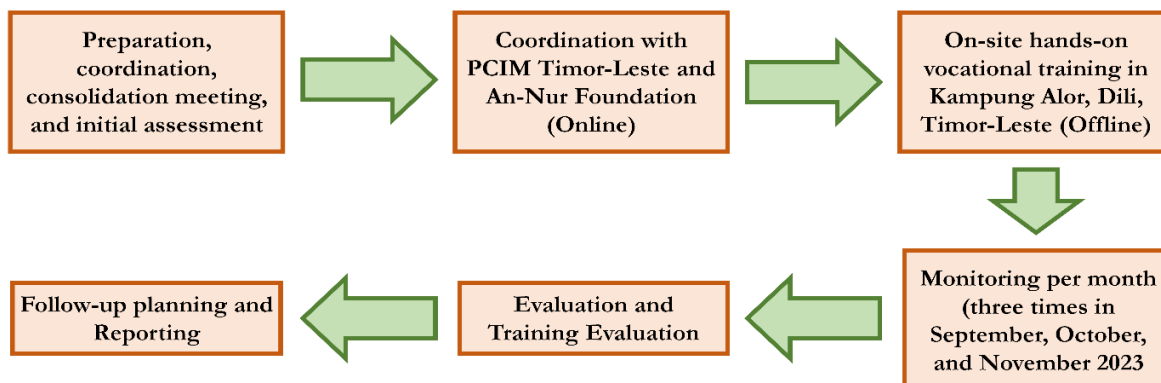 Preparation,
coordination,
consolidation meeting,
and initial assessment
Coordination with
PCIM Timor-Leste and
An-Nur Foundation
(Online)
On-site hands-on
vocational training in
Kampung Alor, Dili,
Timor-Leste (Offline)
Monitoring per month
(three times in
September, October,
and November 2023
Evaluation and
Training Evaluation
Follow-up planning and
Reporting